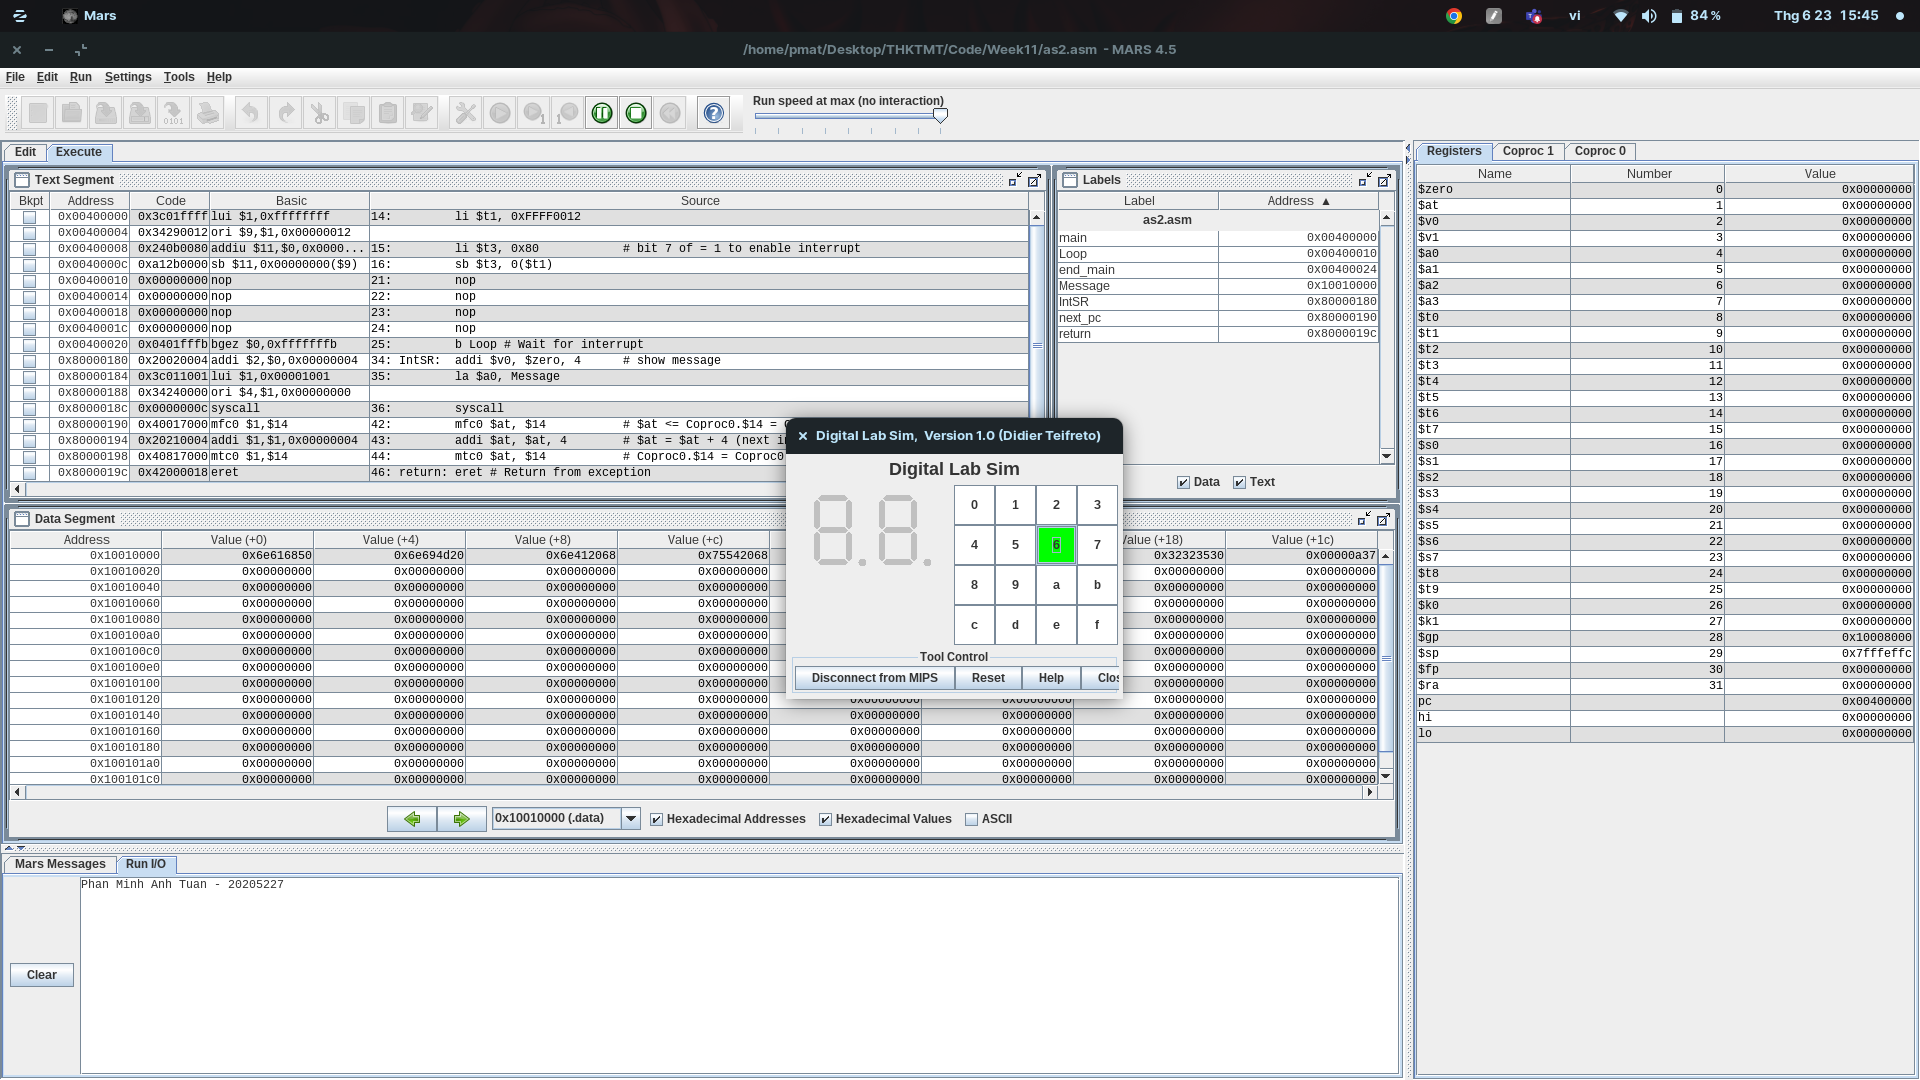 Mars
vi
84 %
Thg 6 23 15:45
/home/pmat/Desktop/THKTMT/Code/Week11/as2.asm - MARS 4.5
File Edit Run Settings Tools Help
Run speed at max (no interaction)
Edit Execute
Text Segment
Bkpt Address Code Basic Source
0x00400000 0x3c01ffff lui $1,0xffffffff 14: li $t1, 0xFFFF0012
0x00400004 0x34290012 ori $9,$1,0x00000012
0x00400008 0x240b0080 addiu $11,$0,0x0000... 15: li $t3, 0x80 # bit 7 of = 1 to enable interrupt
0x0040000c 0xa12b0000 sb $11,0x00000000($9) 16: sb $t3, 0($t1)
0x00400010 0x00000000 nop 21: nop
0x00400014 0x00000000 nop 22: nop
0x00400018 0x00000000 nop 23: nop
0x0040001c 0x00000000 nop 24: nop
0x00400020 0x0401fffb bgez $0,0xfffffffb 25: b Loop # Wait for interrupt
0x80000180 0x20020004 addi $2,$0,0x00000004 34: IntSR: addi $v0, $zero, 4 # show message
0x80000184 0x3c011001 lui $1,0x00001001 35: la $a0, Message
0x80000188 0x34240000 ori $4,$1,0x00000000
0x8000018c 0x0000000c syscall 36: syscall
0x80000190 0x40017000 mfc0 $1,$14 42: mfc0 $at, $14 # $at <= Coproc0.$14 =
0x80000194 0x20210004 addi $1,$1,0x00000004 43: addi $at, $at, 4 # $at = $at + 4 (next i
0x80000198 0x40817000 mtc0 $1,$14 44: mtc0 $at, $14 # Coproc0.$14 = Coproc
0x8000019c 0x42000018 eret 46: return: eret # Return from exception
Labels
Label Address ▲
as2.asm
main 0x00400000
Loop 0x00400010
end_main 0x00400024
Message 0x10010000
IntSR 0x80000180
next_pc 0x80000190
return 0x8000019c
Data Text
Digital Lab Sim, Version 1.0 (Didier Teifreto)
Digital Lab Sim
8.8.
0 1 2 3
4 5 6 7
8 9 a b
c d e f
Tool Control
Disconnect from MIPS Reset Help Clos
Data Segment
Address Value (+0) Value (+4) Value (+8) Value (+c) Value (+18) Value (+1c)
0x10010000 0x6e616850 0x6e694d20 0x6e412068 0x75542068 0x32323530 0x00000a37
0x10010020 0x00000000 0x00000000 0x00000000 0x00000000 0x00000000 0x00000000
0x10010040 0x00000000 0x00000000 0x00000000 0x00000000 0x00000000 0x00000000
0x10010060 0x00000000 0x00000000 0x00000000 0x00000000 0x00000000 0x00000000
0x10010080 0x00000000 0x00000000 0x00000000 0x00000000 0x00000000 0x00000000
0x100100a0 0x00000000 0x00000000 0x00000000 0x00000000 0x00000000 0x00000000
0x100100c0 0x00000000 0x00000000 0x00000000 0x00000000 0x00000000 0x00000000
0x100100e0 0x00000000 0x00000000 0x00000000 0x00000000 0x00000000 0x00000000
0x10010100 0x00000000 0x00000000 0x00000000 0x00000000 0x00000000 0x00000000
0x10010120 0x00000000 0x00000000 0x00000000 0x00000000 0x00000000 0x00000000 0x00000000 0x00000000
0x10010140 0x00000000 0x00000000 0x00000000 0x00000000 0x00000000 0x00000000 0x00000000 0x00000000
0x10010160 0x00000000 0x00000000 0x00000000 0x00000000 0x00000000 0x00000000 0x00000000 0x00000000
0x10010180 0x00000000 0x00000000 0x00000000 0x00000000 0x00000000 0x00000000 0x00000000 0x00000000
0x100101a0 0x00000000 0x00000000 0x00000000 0x00000000 0x00000000 0x00000000 0x00000000 0x00000000
0x100101c0 0x00000000 0x00000000 0x00000000 0x00000000 0x00000000 0x00000000 0x00000000 0x00000000
0x10010000 (.data) Hexadecimal Addresses Hexadecimal Values ASCII
Mars Messages Run I/O
Clear
Phan Minh Anh Tuan - 20205227
Registers Coproc 1 Coproc 0
Name Number Value
$zero 0 0x00000000
$at 1 0x00000000
$v0 2 0x00000000
$v1 3 0x00000000
$a0 4 0x00000000
$a1 5 0x00000000
$a2 6 0x00000000
$a3 7 0x00000000
$t0 8 0x00000000
$t1 9 0x00000000
$t2 10 0x00000000
$t3 11 0x00000000
$t4 12 0x00000000
$t5 13 0x00000000
$t6 14 0x00000000
$t7 15 0x00000000
$s0 16 0x00000000
$s1 17 0x00000000
$s2 18 0x00000000
$s3 19 0x00000000
$s4 20 0x00000000
$s5 21 0x00000000
$s6 22 0x00000000
$s7 23 0x00000000
$t8 24 0x00000000
$t9 25 0x00000000
$k0 26 0x00000000
$k1 27 0x00000000
$gp 28 0x10008000
$sp 29 0x7fffeffc
$fp 30 0x00000000
$ra 31 0x00000000
pc 0x00400000
hi 0x00000000
lo 0x00000000